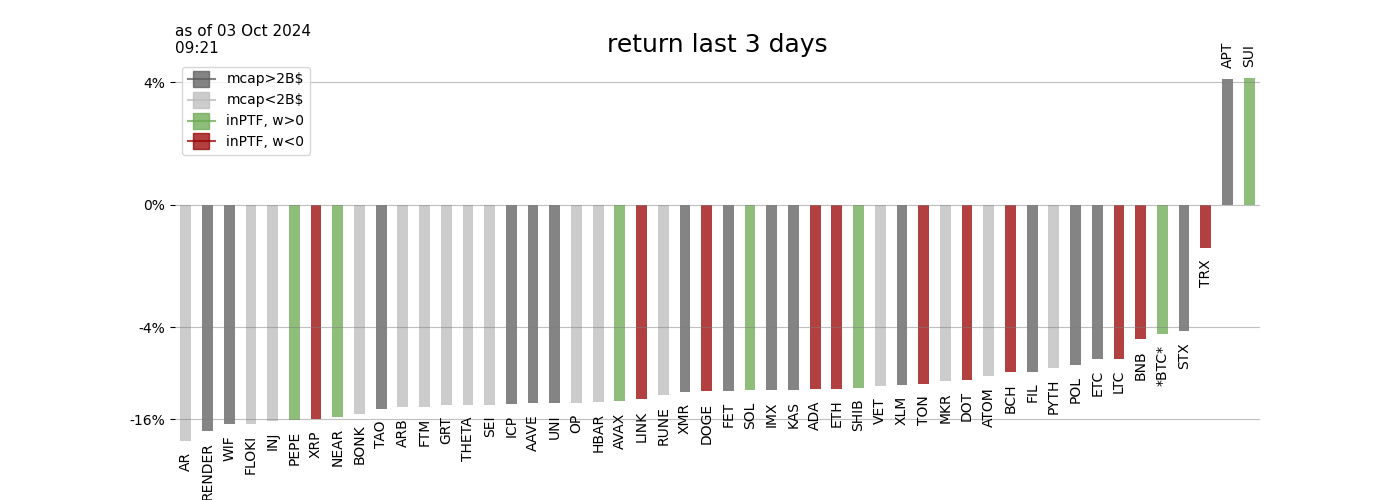 as of 03 Oct 2024
09:21
return last 3 days
mcap>2B$
mcap<2B$
inPTF, w>0
inPTF, w<0
4%
0%
-4%
-16%
AR
RENDER
WIF
FLOKI
INJ
PEPE
XRP
NEAR
BONK
TAO
ARB
FTM
GRT
THETA
SEI
ICP
AAVE
UNI
OP
HBAR
AVAX
LINK
RUNE
XMR
DOGE
FET
SOL
IMX
KAS
ADA
ETH
SHIB
VET
XLM
TON
MKR
DOT
ATOM
BCH
FIL
PYTH
POL
ETC
LTC
BNB
*BTC*
STX
TRX
APT
SUI